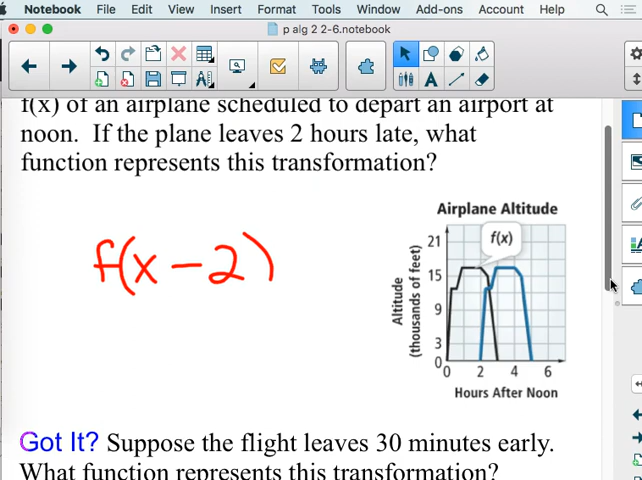 Notebook File Edit View Insert Format Tools Window Add-ons Account Help
p alg 2 2-6.notebook
f(x) of an airplane scheduled to depart an airport at
noon. If the plane leaves 2 hours late, what
function represents this transformation?
f(x - 2)
Airplane Altitude
f(x)
Altitude
(thousands of feet)
21
15
9
3
0
0 2 4 6
Hours After Noon
Got It? Suppose the flight leaves 30 minutes early.
What function represents this transformation?